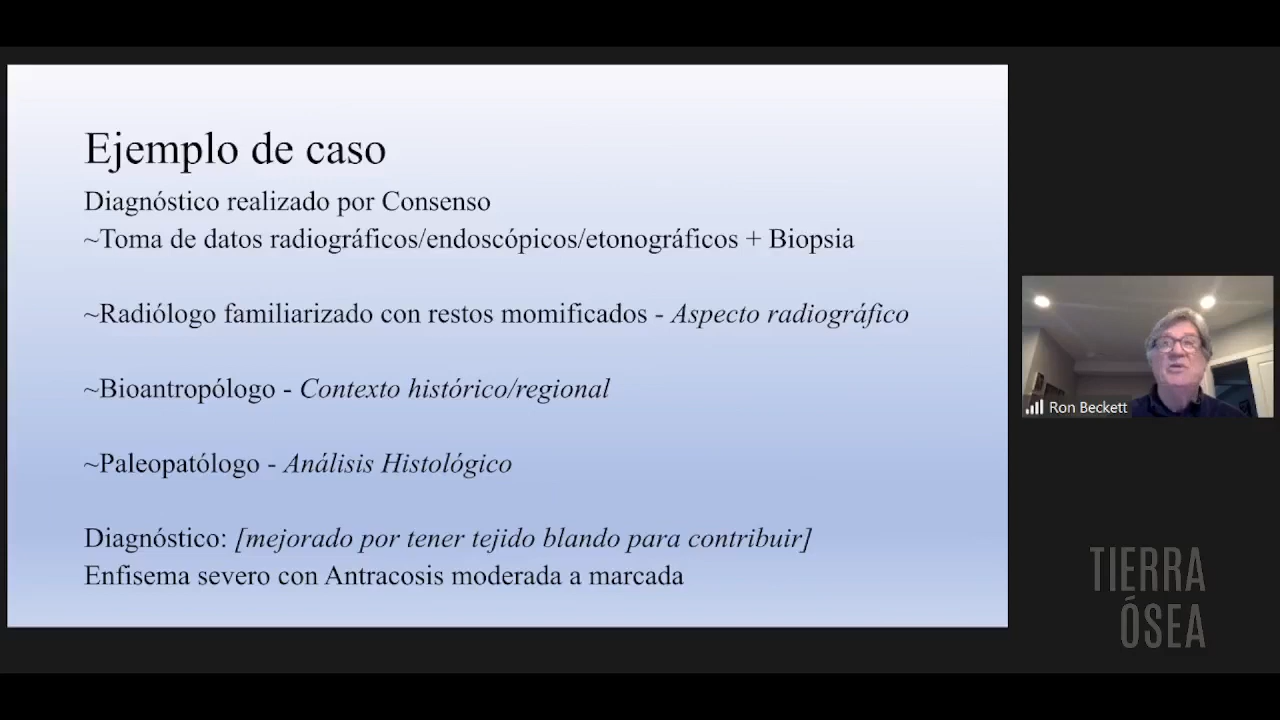 Ejemplo de caso
Diagnóstico realizado por Consenso
~Toma de datos radiográficos/endoscópicos/etonográficos + Biopsia
~Radiólogo familiarizado con restos momificados - Aspecto radiográfico
~Bioantropólogo - Contexto histórico/regional
~Paleopatólogo - Análisis Histológico
Diagnóstico: [mejorado por tener tejido blando para contribuir]
Enfisema severo con Antracosis moderada a marcada
Ron Beckett
TIERRA
ÓSEA